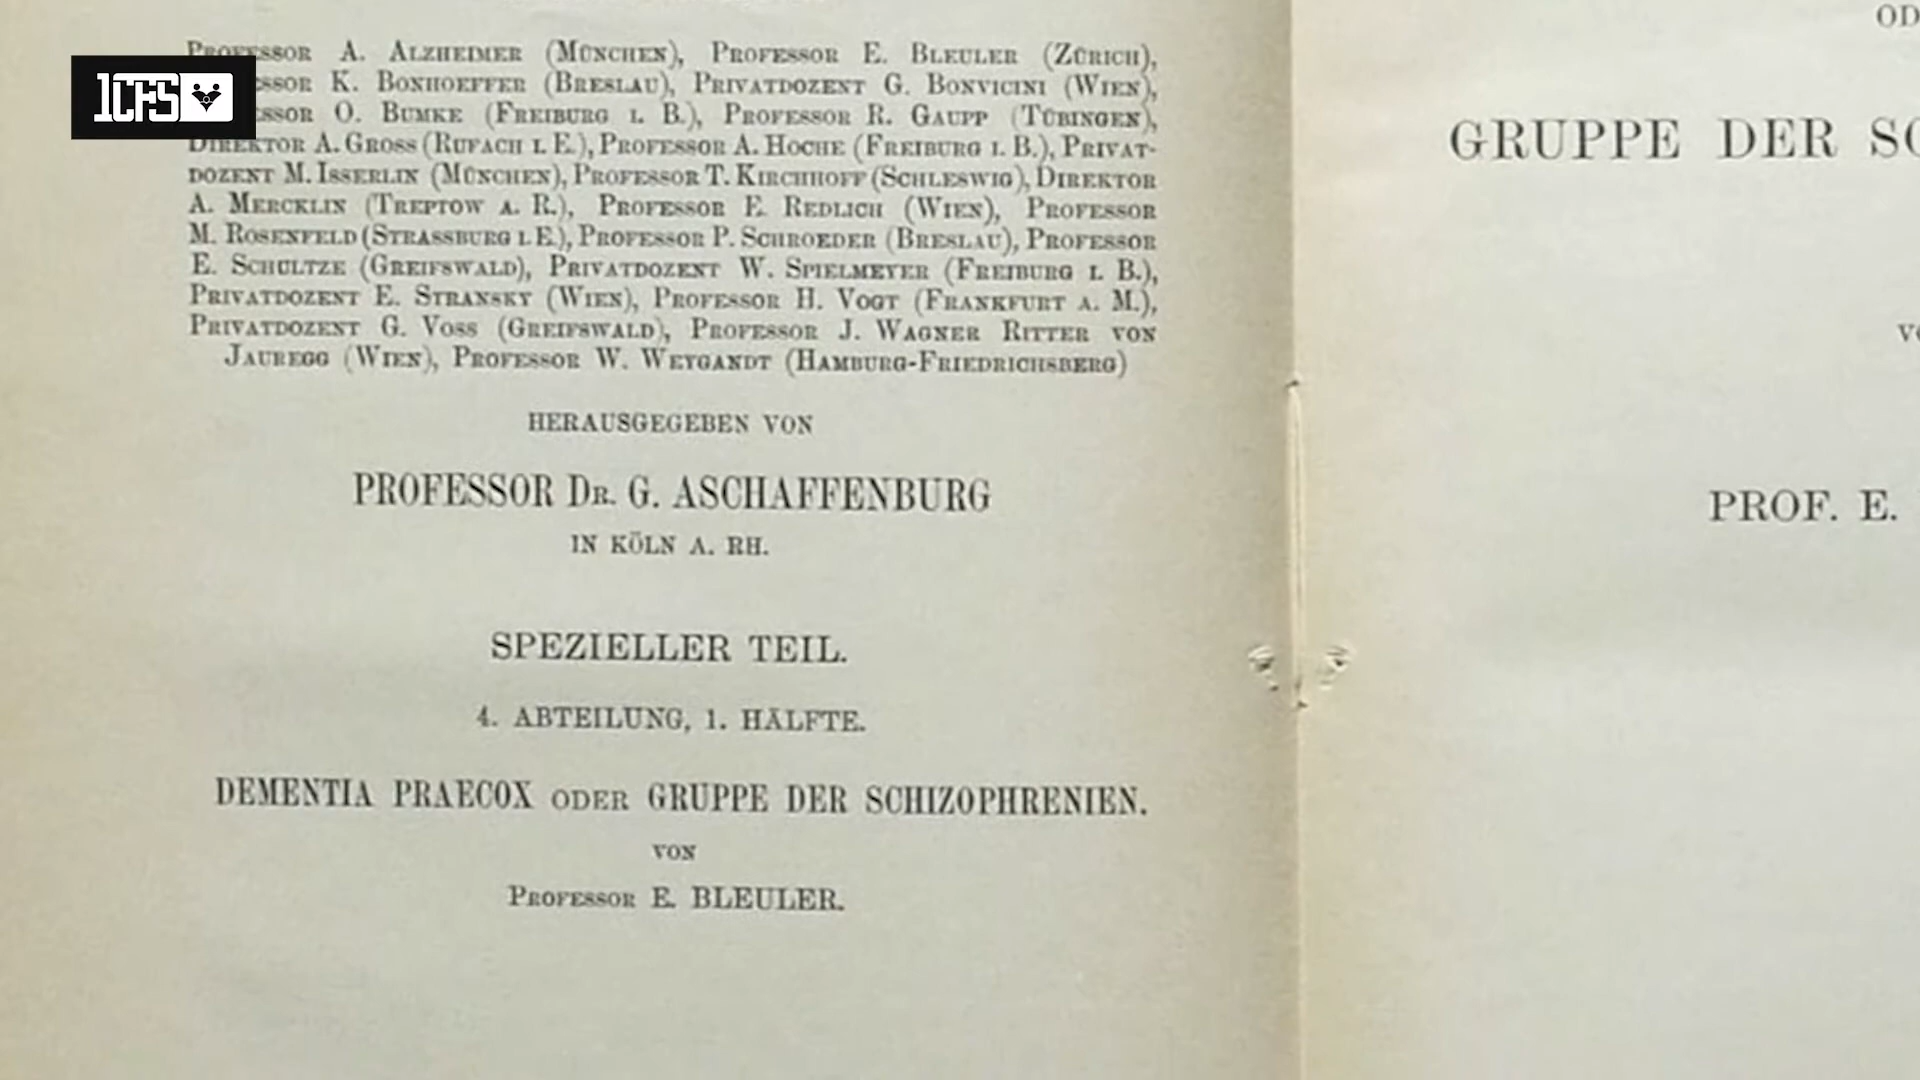 PROFESSOR A. ALZHEIMER (MÜNCHEN), PROFESSOR E. BLEULER (ZÜRICH),
K. BONHOEFFER (BRESLAU), PRIVATDOZENT G. BONVICINI (WIEN),
O. BUMKE (FREIBURG I. B.), PROFESSOR R. GAUPP (TÜBINGEN),
DIREKTOR A. GROSS (RUFACH I. E.), PROFESSOR A. HOCHE (FREIBURG I. B.), PRIVAT-
DOZENT M. ISSERLIN (MÜNCHEN), PROFESSOR T. KIRCHHOFF (SCHLESWIG), DIREKTOR
A. MERCKLIN (TREPTOW A. R.), PROFESSOR E. REDLICH (WIEN), PROFESSOR
M. ROSENFELD (STRASSBURG I. E.), PROFESSOR P. SCHROEDER (BRESLAU), PROFESSOR
E. SCHULTZE (GREIFSWALD), PRIVATDOZENT W. SPIELMEYER (FREIBURG I. B.),
PRIVATDOZENT E. STRANSKY (WIEN), PROFESSOR H. VOGT (FRANKFURT A. M.),
PRIVATDOZENT G. VOSS (GREIFSWALD), PROFESSOR J. WAGNER RITTER VON
JAUREGG (WIEN), PROFESSOR W. WEYGANDT (HAMBURG-FRIEDRICHSBERG)
HERAUSGEGEBEN VON
PROFESSOR DR. G. ASCHAFFENBURG
IN KÖLN A. RH.
SPEZIELLER TEIL.
4. ABTEILUNG, 1. HÄLFTE.
DEMENTIA PRAECOX ODER GRUPPE DER SCHIZOPHRENIEN.
VON
PROFESSOR E. BLEULER.
GRUPPE DER
PROF. E.